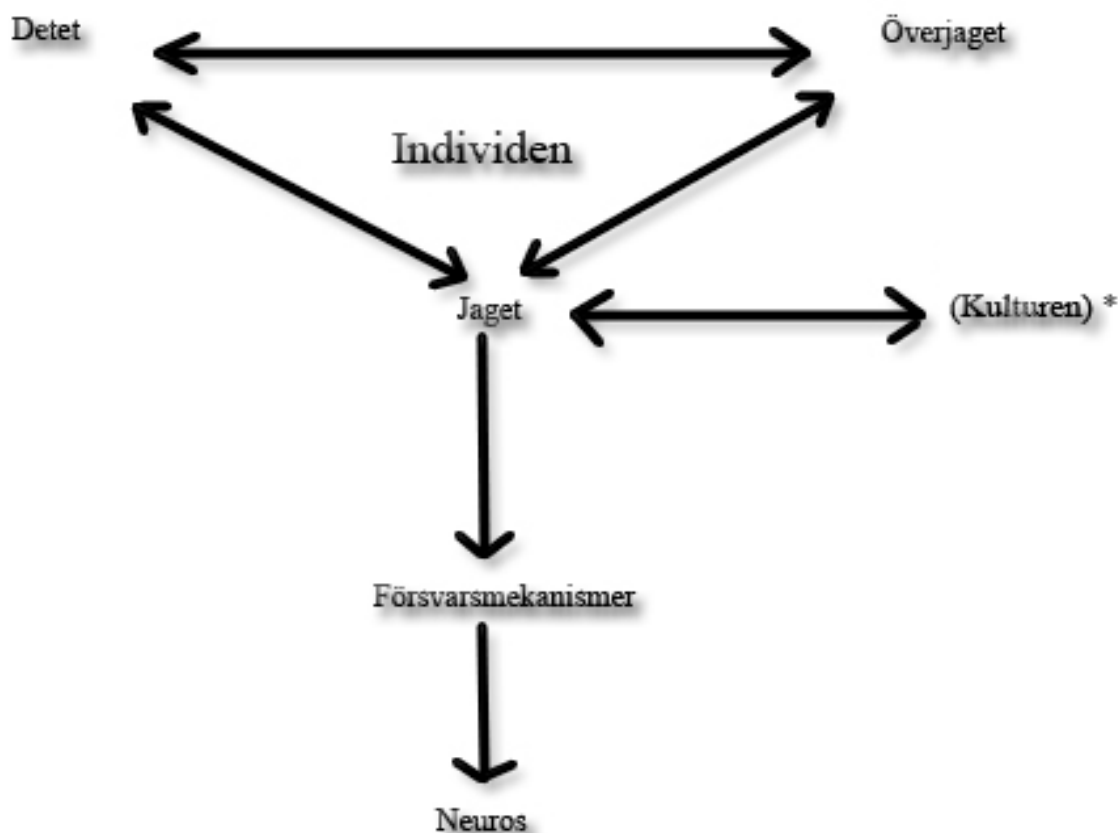 Detet
Överjaget
Individen
Jaget
(Kulturen) *
Försvarsmekanismer
Neuros